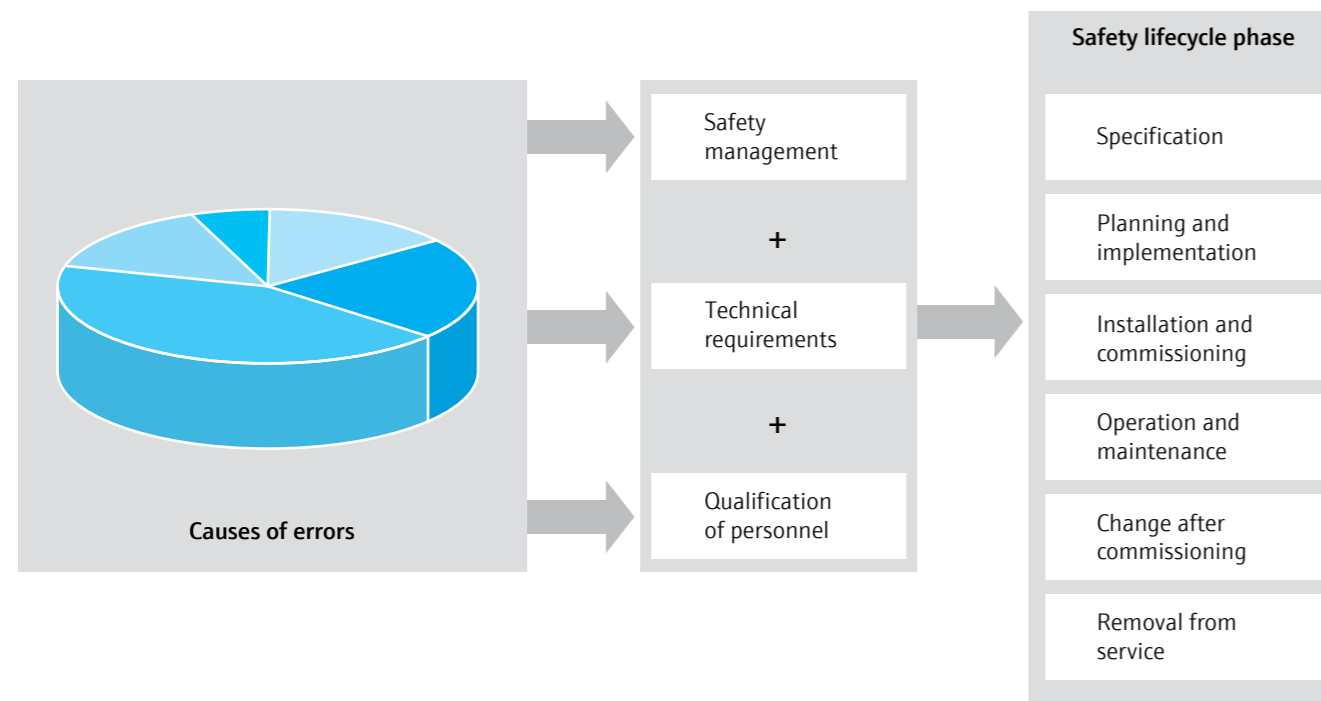 Causes of errors
Safety
management
+
Technical
requirements
+
Qualification
of personnel
Safety lifecycle phase
Specification
Planning and
implementation
Installation and
commissioning
Operation and
maintenance
Change after
commissioning
Removal from
service